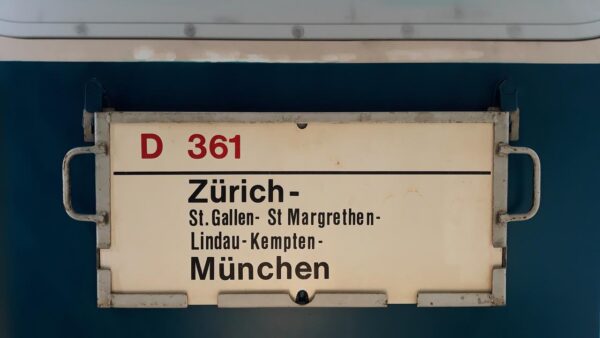 D 361
Zürich-
St. Gallen- St Margrethen-
Lindau-Kempten-
München